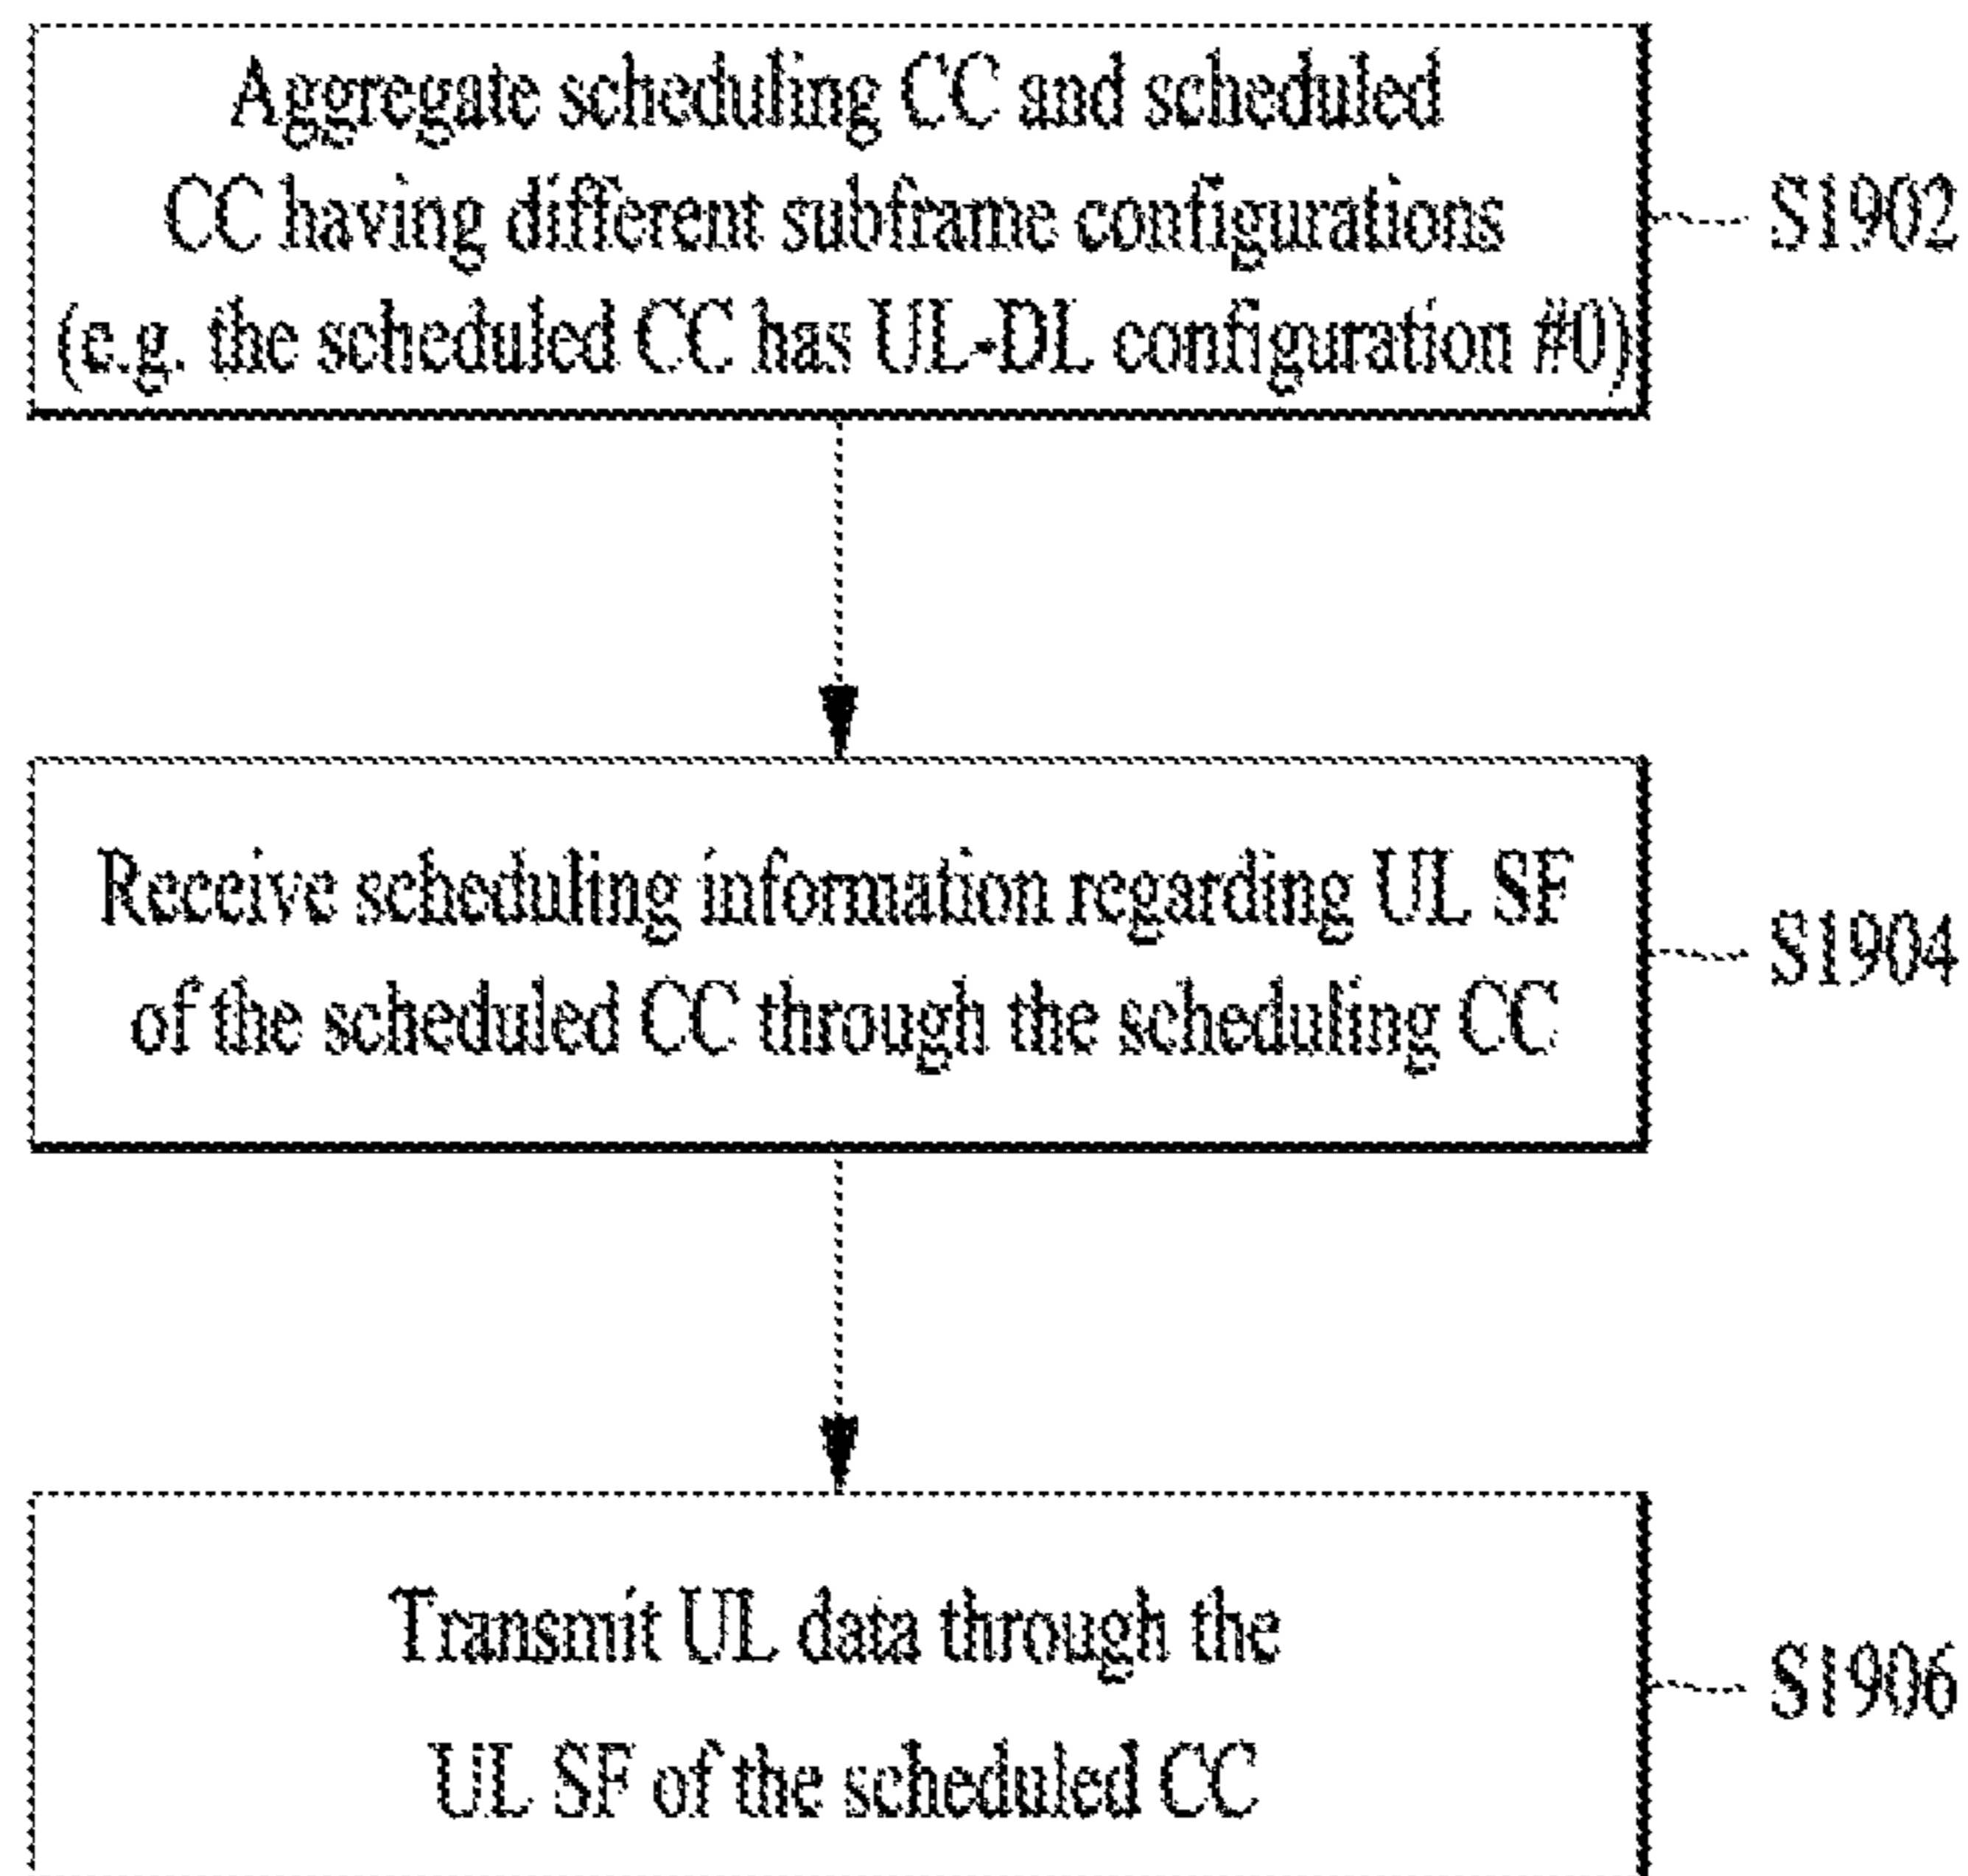 Aggregate scheduling CC and scheduled
CC having different subframe configurations
(e.g. the scheduled CC has UL-DL configuration #0)
S1902
Receive scheduling information regarding UL SF
of the scheduled CC through the scheduling CC
S1904
Transmit UL data through the
UL SF of the scheduled CC
S1906